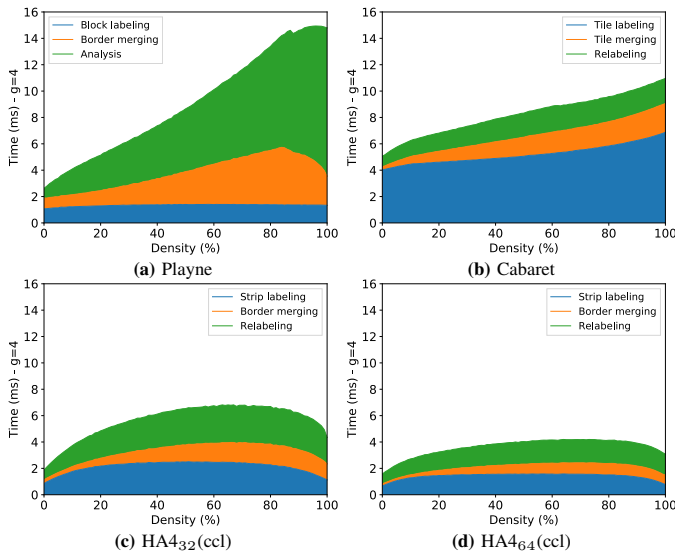 Block labeling
Border merging
Analysis
Time (ms) - g=4
16
14
12
10
8
6
4
2
0
0 20 40 60 80 100
Density (%)
(a) Playne
Tile labeling
Tile merging
Relabeling
Time (ms) - g=4
16
14
12
10
8
6
4
2
0
0 20 40 60 80 100
Density (%)
(b) Cabaret
Strip labeling
Border merging
Relabeling
Time (ms) - g=4
16
14
12
10
8
6
4
2
0
0 20 40 60 80 100
Density (%)
(c) HA4₃₂(ccl)
Strip labeling
Border merging
Relabeling
Time (ms) - g=4
16
14
12
10
8
6
4
2
0
0 20 40 60 80 100
Density (%)
(d) HA4₆₄(ccl)